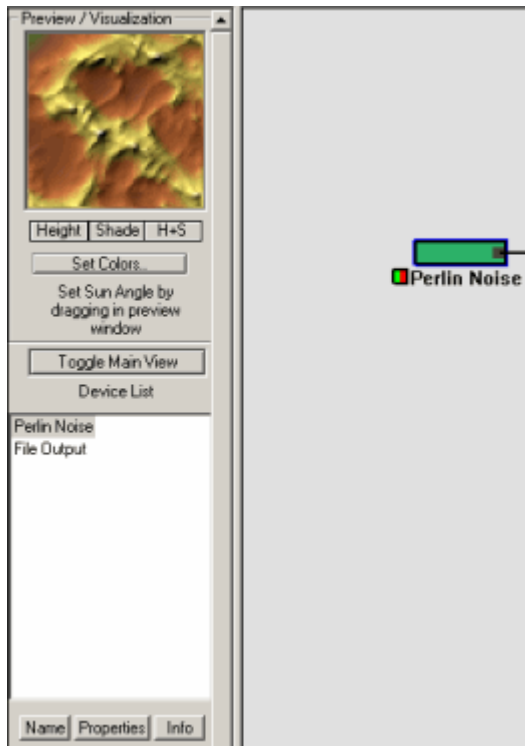 Preview / Visualization
Height Shade H+S
Set Colors..
Set Sun Angle by
dragging in preview
window
Toggle Main View
Device List
Perlin Noise
File Output
Name Properties Info
Perlin Noise